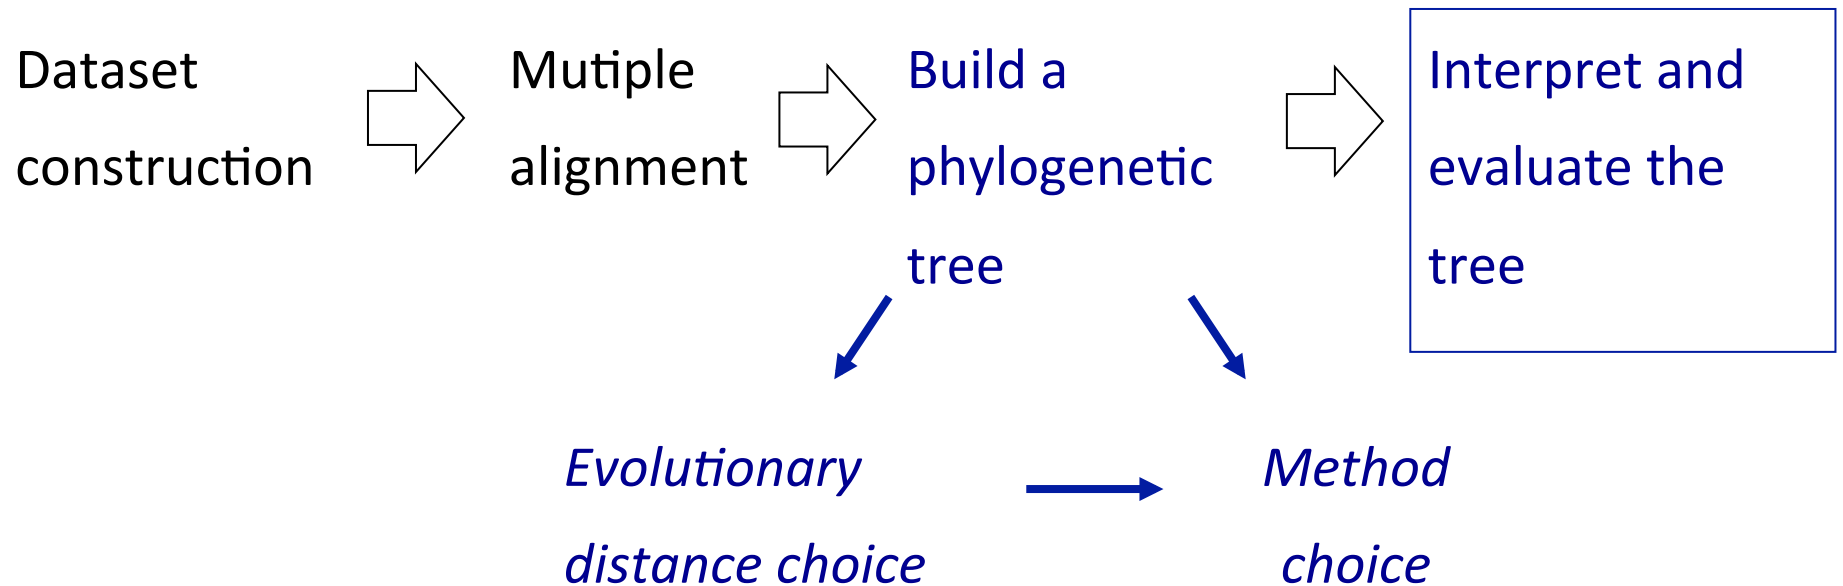 Dataset
construction
Mutiple
alignment
Build a
phylogenetic
tree
Interpret and
evaluate the
tree
Evolutionary
distance choice
Method
choice